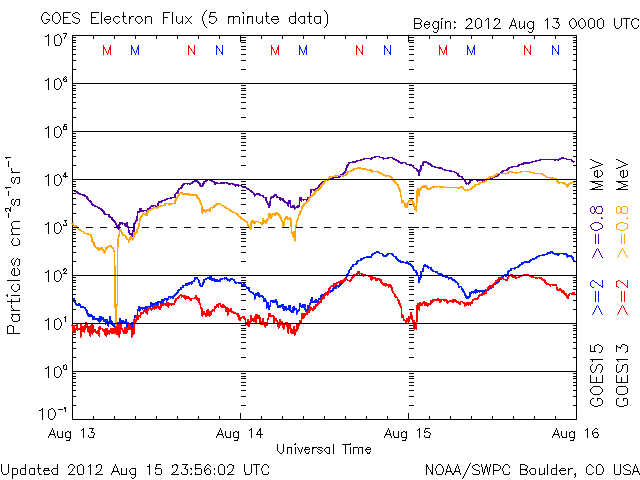 GOES Electron Flux (5 minute data)
Begin: 2012 Aug 13 0000 UTC
M M N N M M N N M M N N
10⁷
10⁶
10⁵
10⁴
10³
10²
10¹
10⁰
10⁻¹
Particles cm⁻²s⁻¹sr⁻¹
Aug 13 Aug 14 Aug 15 Aug 16
Universal Time
GOES15 >=2 >=0.8 MeV
GOES13 >=2 >=0.8 MeV
Updated 2012 Aug 15 23:56:02 UTC
NOAA/SWPC Boulder, CO USA